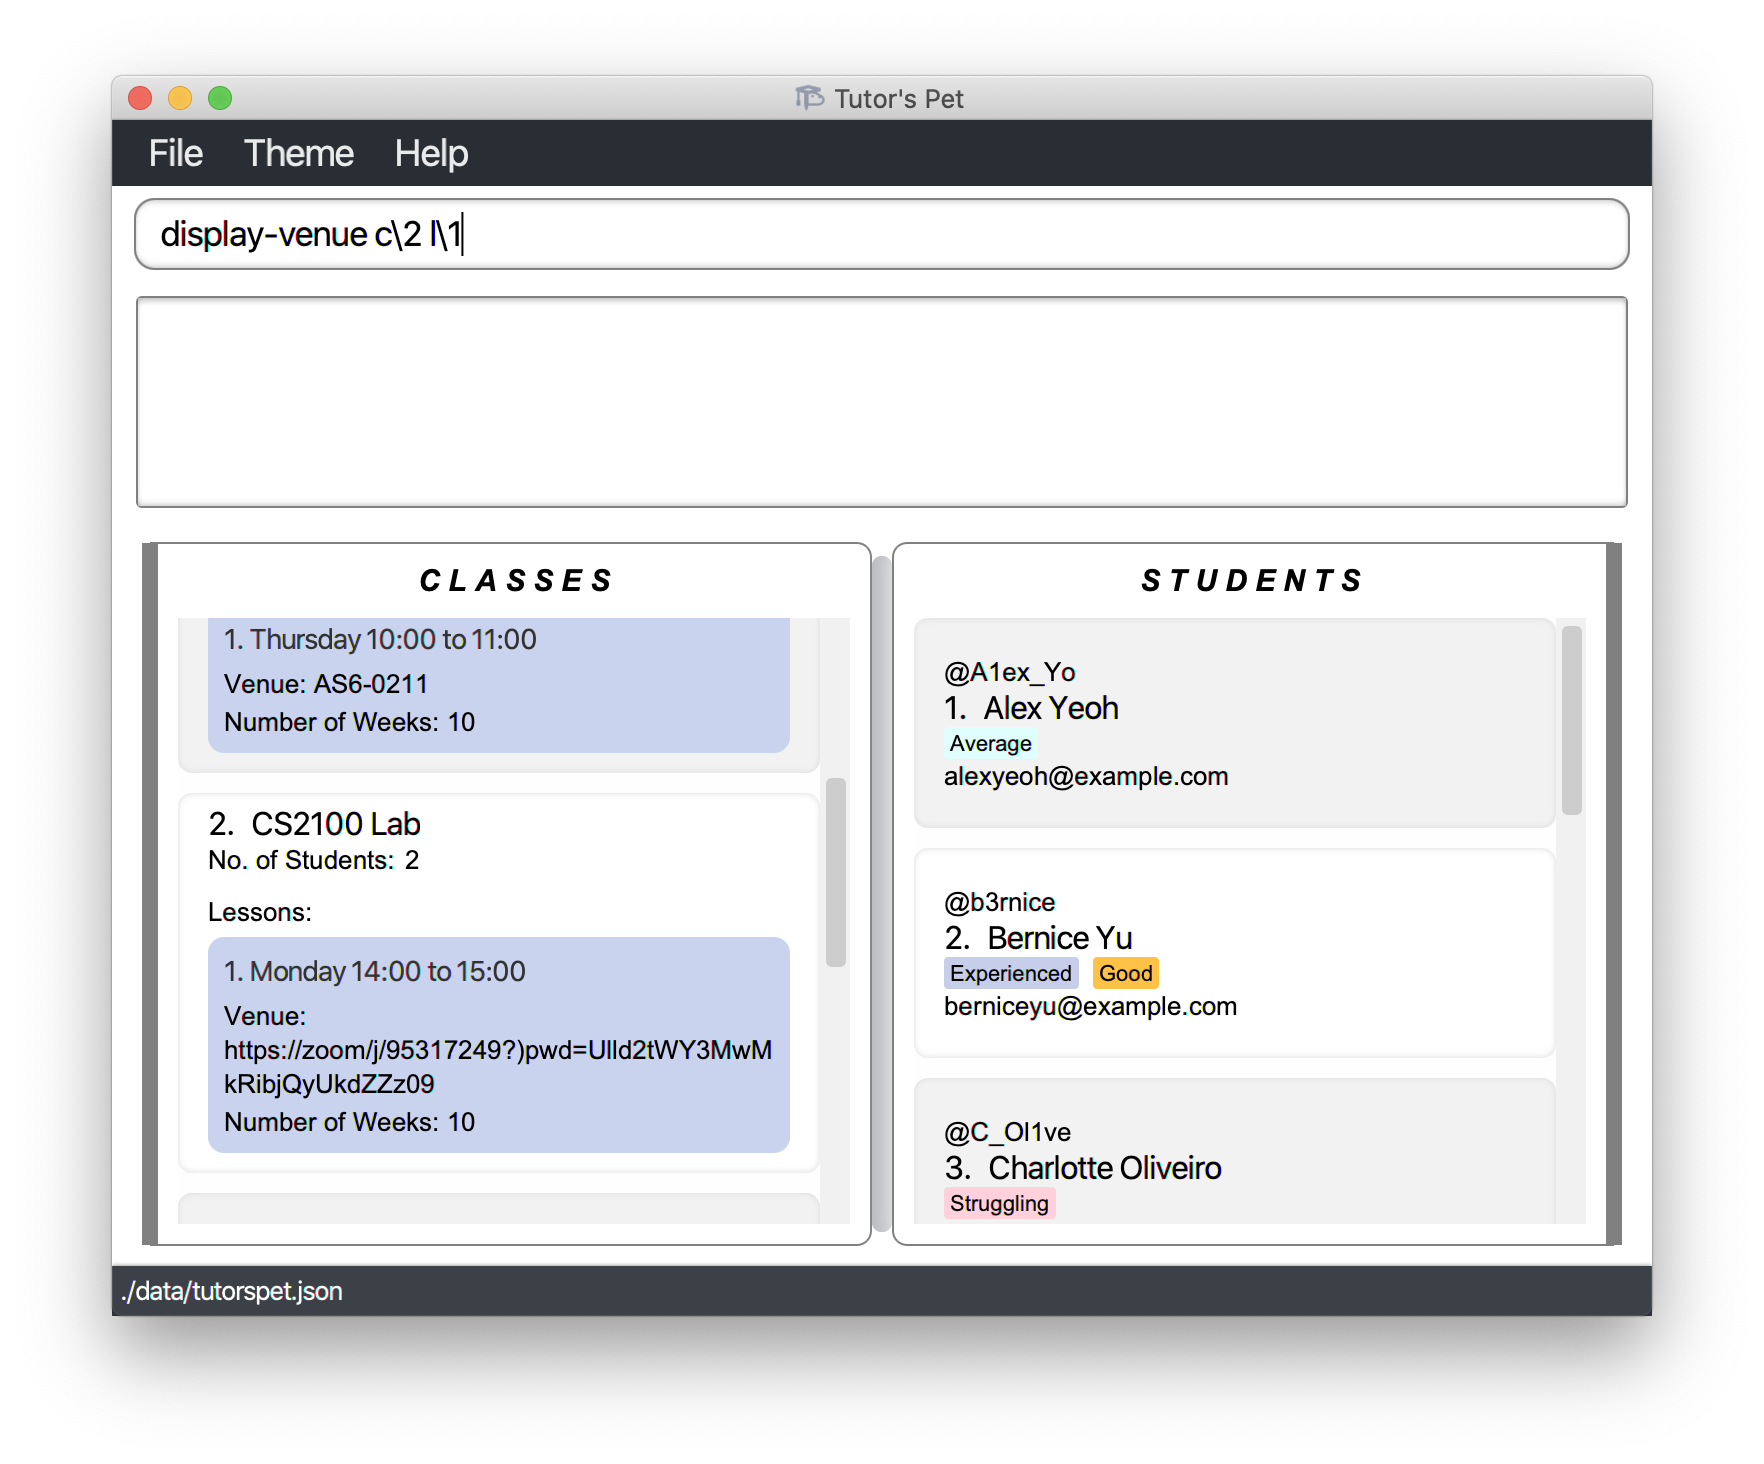 Tutor's Pet
File Theme Help
display-venue c\2 l\1
CLASSES
1. Thursday 10:00 to 11:00
Venue: AS6-0211
Number of Weeks: 10
2. CS2100 Lab
No. of Students: 2
Lessons:
1. Monday 14:00 to 15:00
Venue:
https://zoom/j/95317249?)pwd=Ulld2tWY3MwM
kRibjQyUkdZZz09
Number of Weeks: 10
STUDENTS
@A1ex_Yo
1. Alex Yeoh
Average
alexyeoh@example.com
@b3rnice
2. Bernice Yu
Experienced Good
berniceyu@example.com
@C_Ol1ve
3. Charlotte Oliveiro
Struggling
./data/tutorspet.json